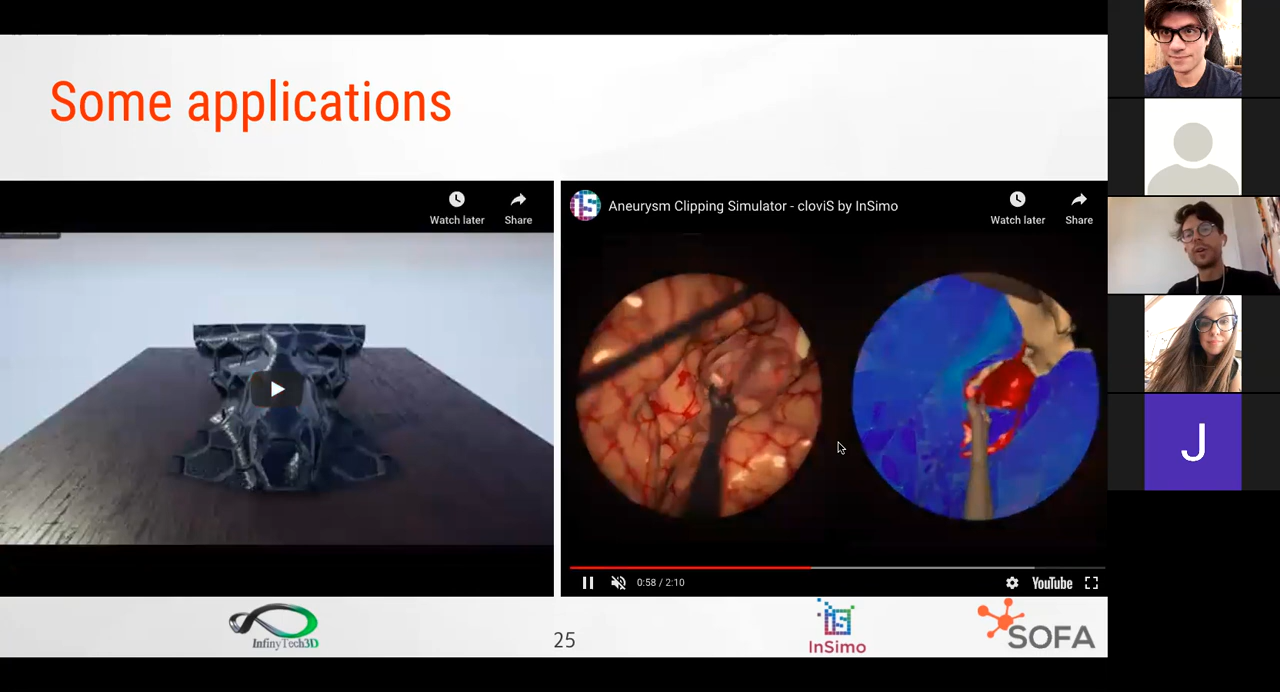 Some applications
Watch later
Share
Aneurysm Clipping Simulator - cloviS by InSimo
Watch later
Share
0:58 / 2:10
YouTube
InfinyTech3D
25
InSimo
SOFA
J